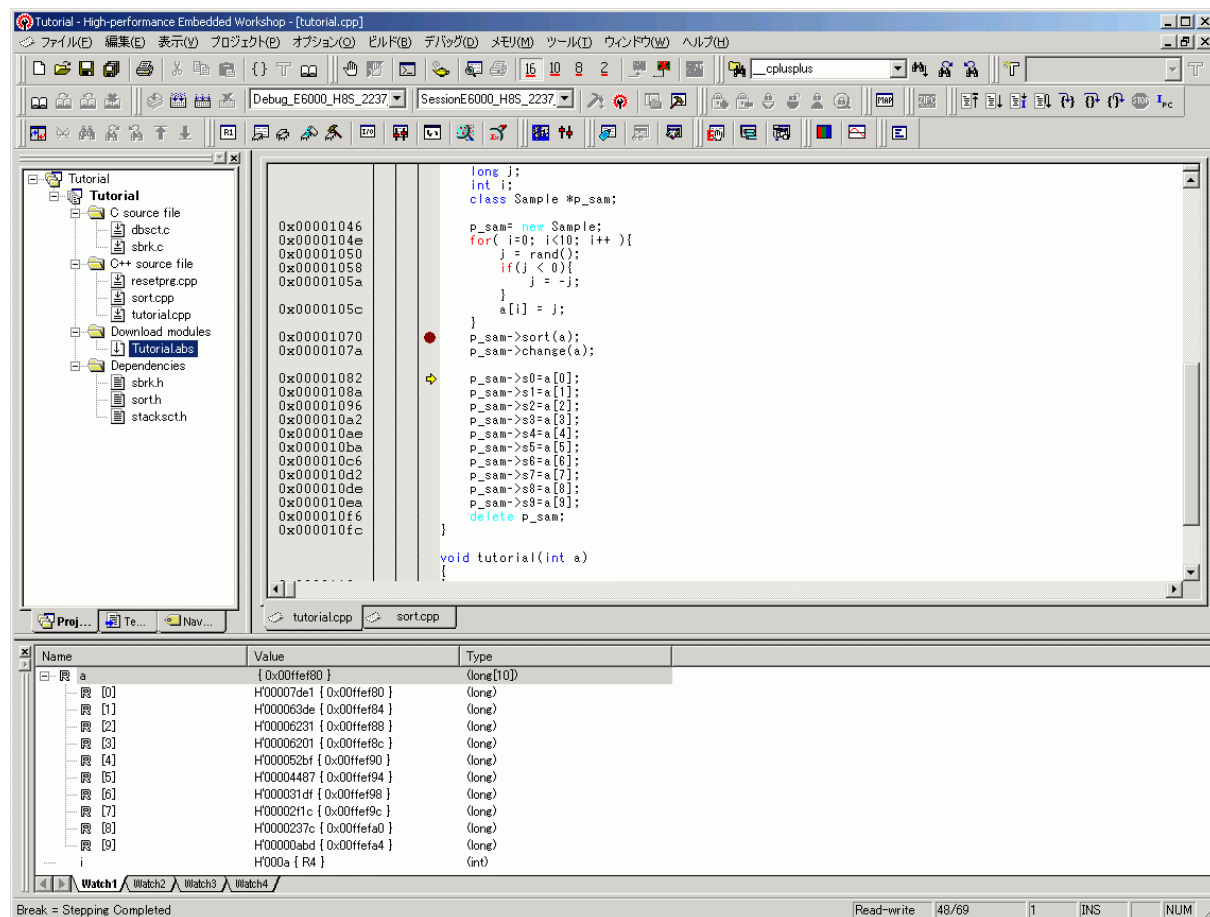 Tutorial - High-performance Embedded Workshop - [tutorial.cpp]
ファイル(F) 編集(E) 表示(V) プロジェクト(P) オプション(O) ビルド(B) デバッグ(D) メモリ(M) ツール(T) ウィンドウ(W) ヘルプ(H)
16 10 8 2 __cplusplus
Debug_E6000_H8S_2237_ SessionE6000_H8S_2237_ MAP STOP PC
R1 I/O
Tutorial
Tutorial
C source file
dbsct.c
sbrk.c
C++ source file
resetprg.cpp
sort.cpp
tutorial.cpp
Download modules
Tutorial.abs
Dependencies
sbrk.h
sort.h
stacksct.h
Proj... Te... Nav...
long j;
int i;
class Sample *p_sam;
0x00001046 p_sam= new Sample;
0x0000104e for( i=0; i<10; i++ ){
0x00001050 j = rand();
0x00001058 if(j < 0){
0x0000105a j = -j;
}
0x0000105c a[i] = j;
}
0x00001070 p_sam->sort(a);
0x0000107a p_sam->change(a);
0x00001082 p_sam->s0=a[0];
0x0000108a p_sam->s1=a[1];
0x00001096 p_sam->s2=a[2];
0x000010a2 p_sam->s3=a[3];
0x000010ae p_sam->s4=a[4];
0x000010ba p_sam->s5=a[5];
0x000010c6 p_sam->s6=a[6];
0x000010d2 p_sam->s7=a[7];
0x000010de p_sam->s8=a[8];
0x000010ea p_sam->s9=a[9];
0x000010f6 delete p_sam;
0x000010fc }
void tutorial(int a)
{
tutorial.cpp sort.cpp
Name Value Type
R a { 0x00ffef80 } (long[10])
R [0] H'00007de1 { 0x00ffef80 } (long)
R [1] H'000063de { 0x00ffef84 } (long)
R [2] H'00006231 { 0x00ffef88 } (long)
R [3] H'00006201 { 0x00ffef8c } (long)
R [4] H'000052bf { 0x00ffef90 } (long)
R [5] H'00004487 { 0x00ffef94 } (long)
R [6] H'000031df { 0x00ffef98 } (long)
R [7] H'00002f1c { 0x00ffef9c } (long)
R [8] H'0000237c { 0x00ffefa0 } (long)
R [9] H'00000abd { 0x00ffefa4 } (long)
i H'000a { R4 } (int)
Watch1 Watch2 Watch3 Watch4
Break = Stepping Completed Read-write 48/69 1 INS NUM